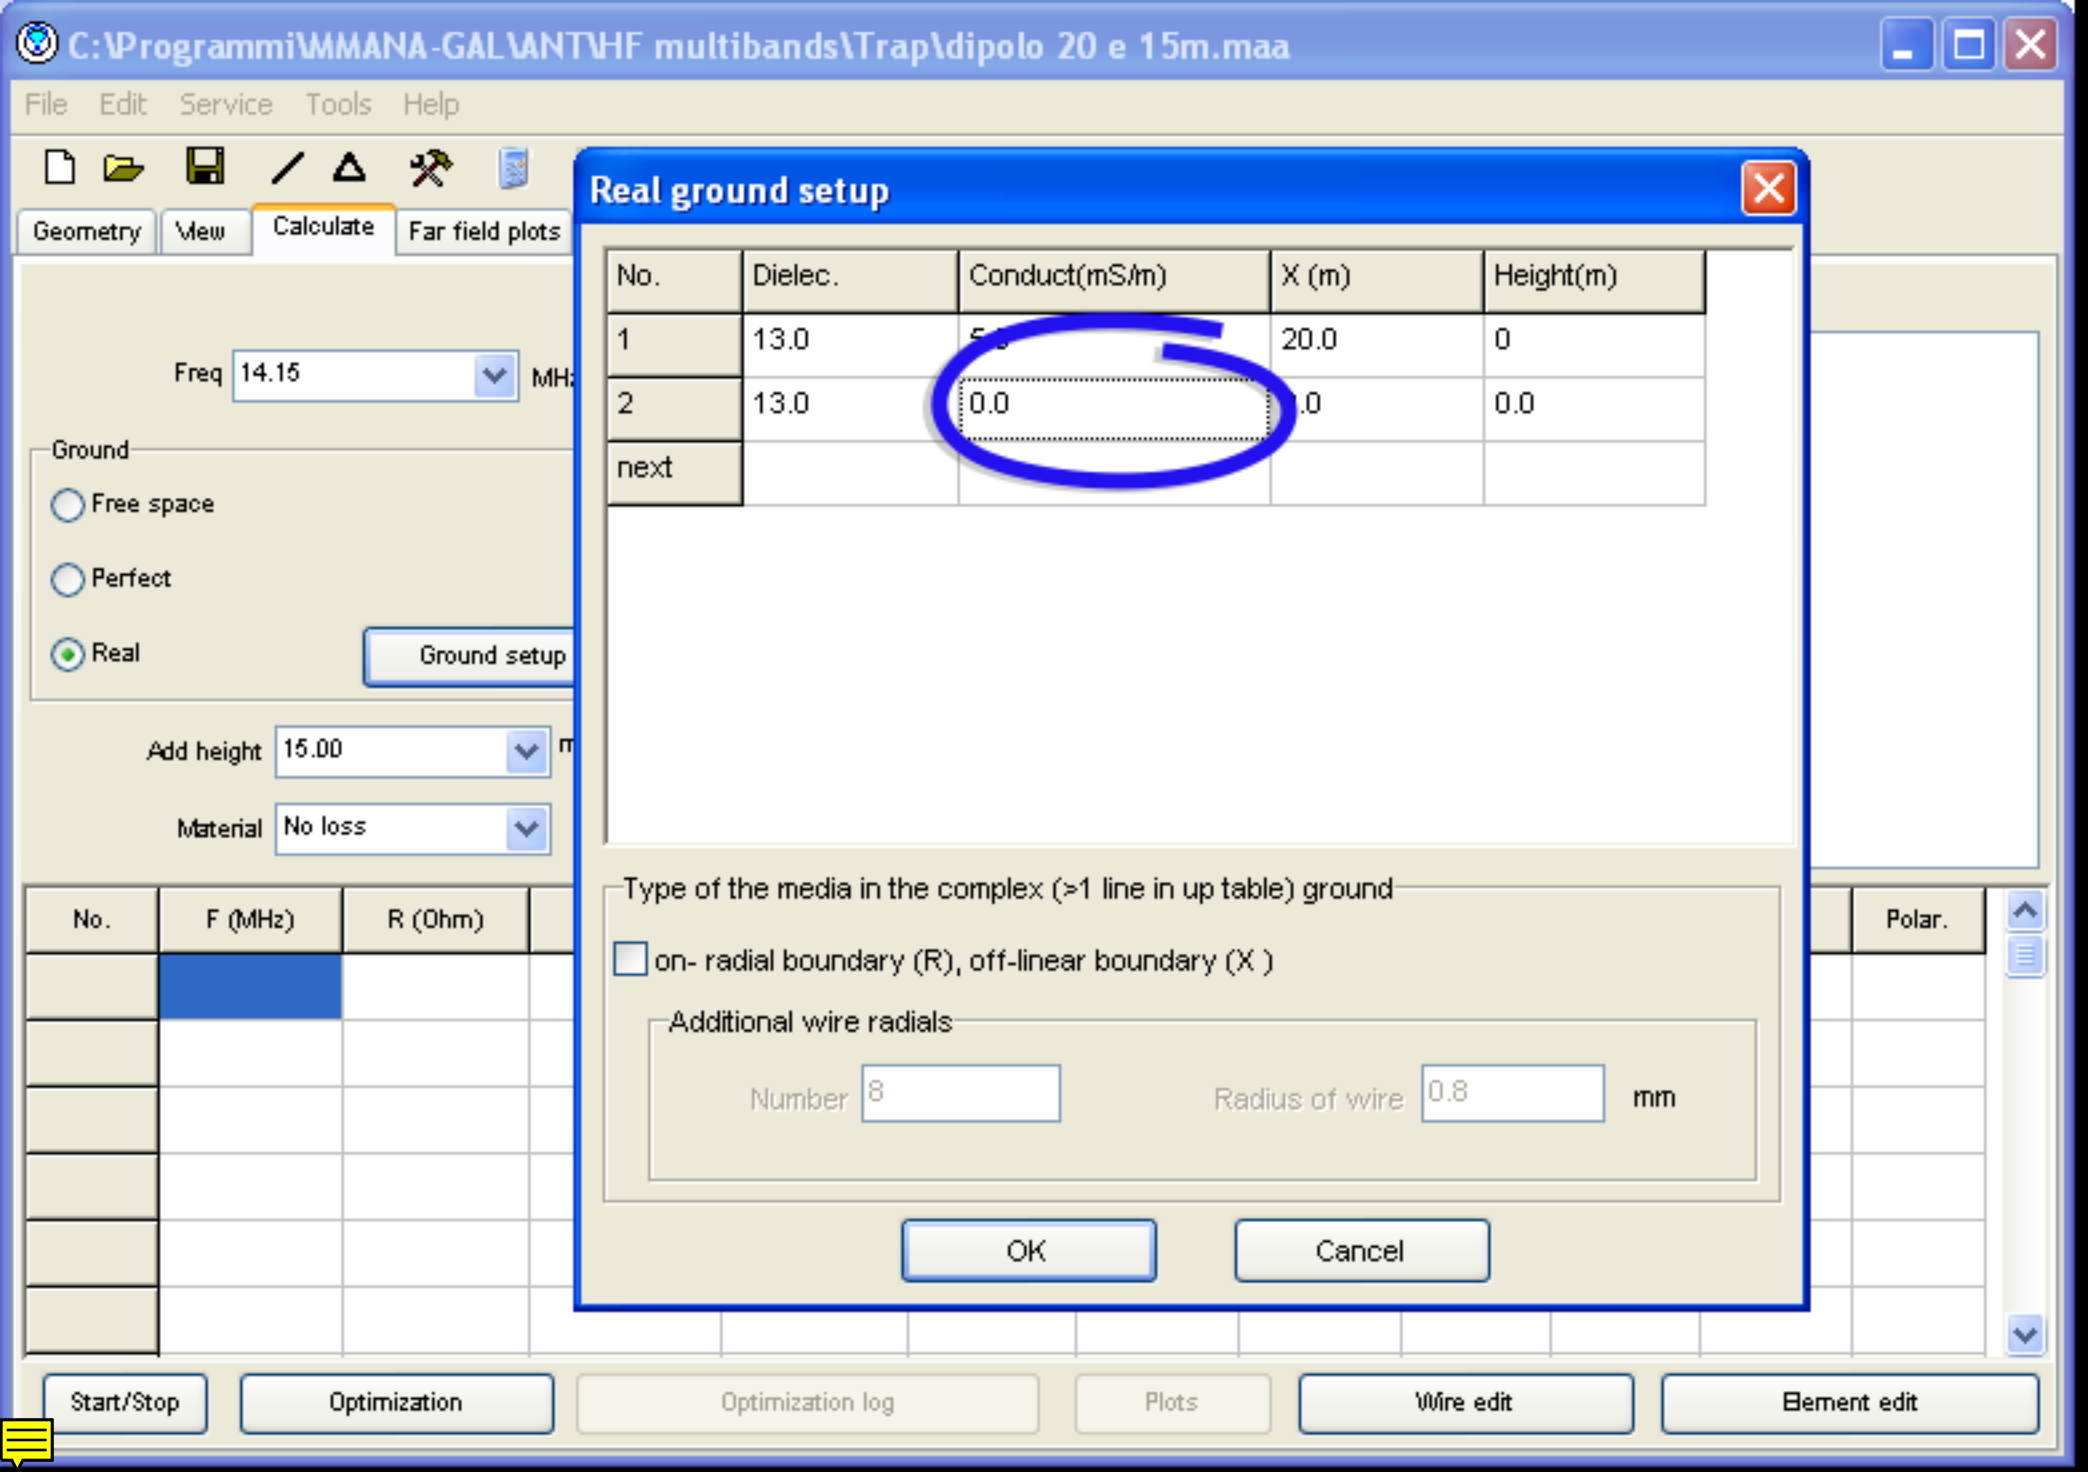 C:\Programmi\MMANA-GAL\ANT\HF multibands\Trap\dipolo 20 e 15m.maa
File Edit Service Tools Help
Geometry View Calculate Far field plots
Freq 14.15
Ground
Free space
Perfect
Real Ground setup
Add height 15.00
Material No loss
No. F (MHz) R (Ohm) Polar.
Real ground setup
No. Dielec. Conduct(mS/m) X (m) Height(m)
1 13.0 20.0 0
2 13.0 0.0 0.0
next
Type of the media in the complex (>1 line in up table) ground
on- radial boundary (R), off-linear boundary (X )
Additional wire radials
Number 8 Radius of wire 0.8 mm
OK Cancel
Start/Stop Optimization Optimization log Plots Wire edit Element edit